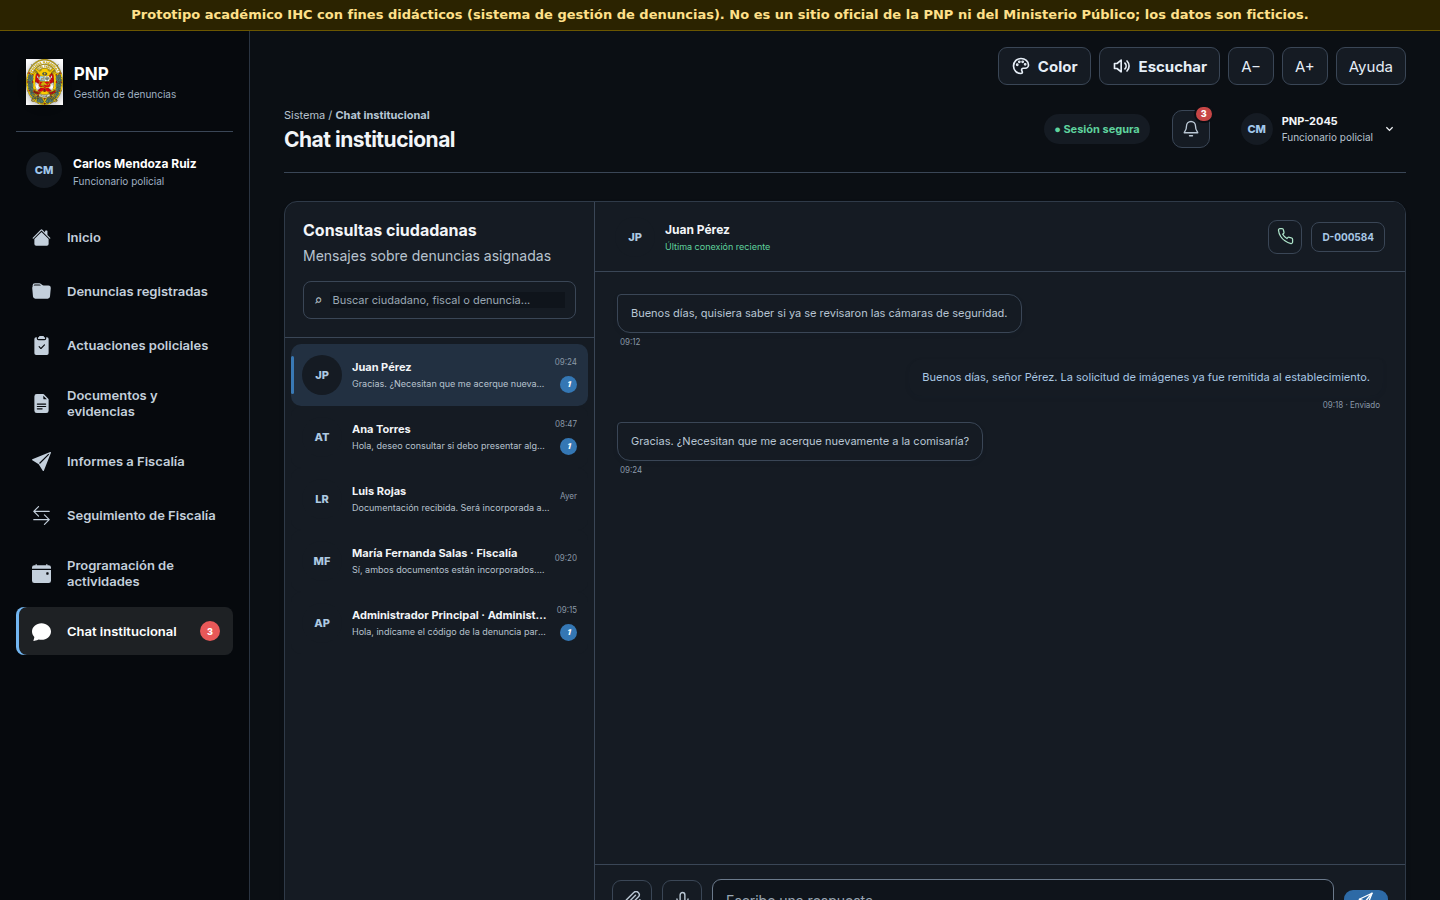 Prototipo académico IHC con fines didácticos (sistema de gestión de denuncias). No es un sitio oficial de la PNP ni del Ministerio Público; los datos son ficticios.
PNP
Gestión de denuncias
CM
Carlos Mendoza Ruiz
Funcionario policial
Inicio
Denuncias registradas
Actuaciones policiales
Documentos y
evidencias
Informes a Fiscalía
Seguimiento de Fiscalía
Programación de
actividades
Chat institucional 3
Color
Escuchar
A−
A+
Ayuda
Sistema / Chat institucional
Chat institucional
Sesión segura
3
CM
PNP-2045
Funcionario policial
Consultas ciudadanas
Mensajes sobre denuncias asignadas
Buscar ciudadano, fiscal o denuncia...
JP
Juan Pérez
09:24
Gracias. ¿Necesitan que me acerque nueva...
1
AT
Ana Torres
08:47
Hola, deseo consultar si debo presentar alg...
1
LR
Luis Rojas
Ayer
Documentación recibida. Será incorporada a...
MF
María Fernanda Salas · Fiscalía
09:20
Sí, ambos documentos están incorporados....
AP
Administrador Principal · Administ...
09:15
Hola, indícame el código de la denuncia par...
1
JP
Juan Pérez
Última conexión reciente
D-000584
Buenos días, quisiera saber si ya se revisaron las cámaras de seguridad.
09:12
Buenos días, señor Pérez. La solicitud de imágenes ya fue remitida al establecimiento.
09:18 · Enviado
Gracias. ¿Necesitan que me acerque nuevamente a la comisaría?
09:24
Escribe una respuesta